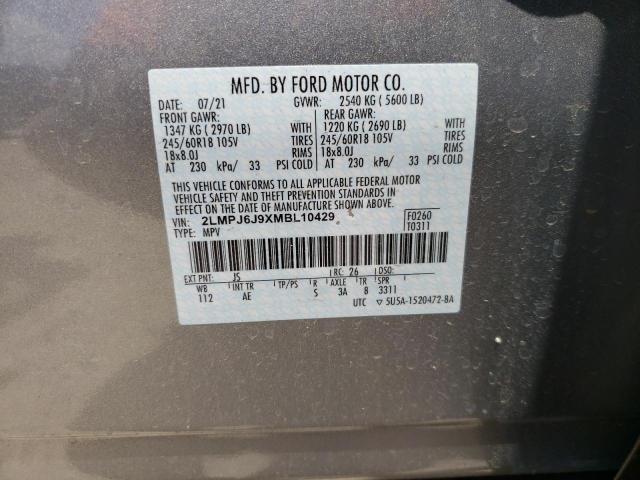 MFD. BY FORD MOTOR CO.
DATE: 07/21 GVWR: 2540 KG ( 5600 LB)
FRONT GAWR: REAR GAWR:
1347 KG ( 2970 LB) WITH 1220 KG ( 2690 LB) WITH
245/60R18 105V TIRES 245/60R18 105V TIRES
18x8.0J RIMS 18x8.0J RIMS
AT 230 kPa/ 33 PSI COLD AT 230 kPa/ 33 PSI COLD
THIS VEHICLE CONFORMS TO ALL APPLICABLE FEDERAL MOTOR
VEHICLE SAFETY AND THEFT PREVENTION STANDARDS IN EFFECT
ON THE DATE OF MANUFACTURE SHOWN ABOVE.
VIN: 2LMPJ6J9XMBL10429 F0260
TYPE: MPV T0311
EXT PNT: JS RC: 26 DSO:
WB INT TR TP/PS R AXLE TR SPR
112 AE S 3A 8 3311
UTC ▽ 5U5A-1520472-BA